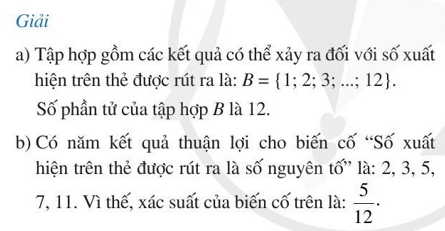 Giải
a) Tập hợp gồm các kết quả có thể xảy ra đối với số xuất
hiện trên thẻ được rút ra là: B = {1; 2; 3; ...; 12}.
Số phần tử của tập hợp B là 12.
b) Có năm kết quả thuận lợi cho biến cố “Số xuất
hiện trên thẻ được rút ra là số nguyên tố” là: 2, 3, 5,
7, 11. Vì thế, xác suất của biến cố trên là: 5/12.